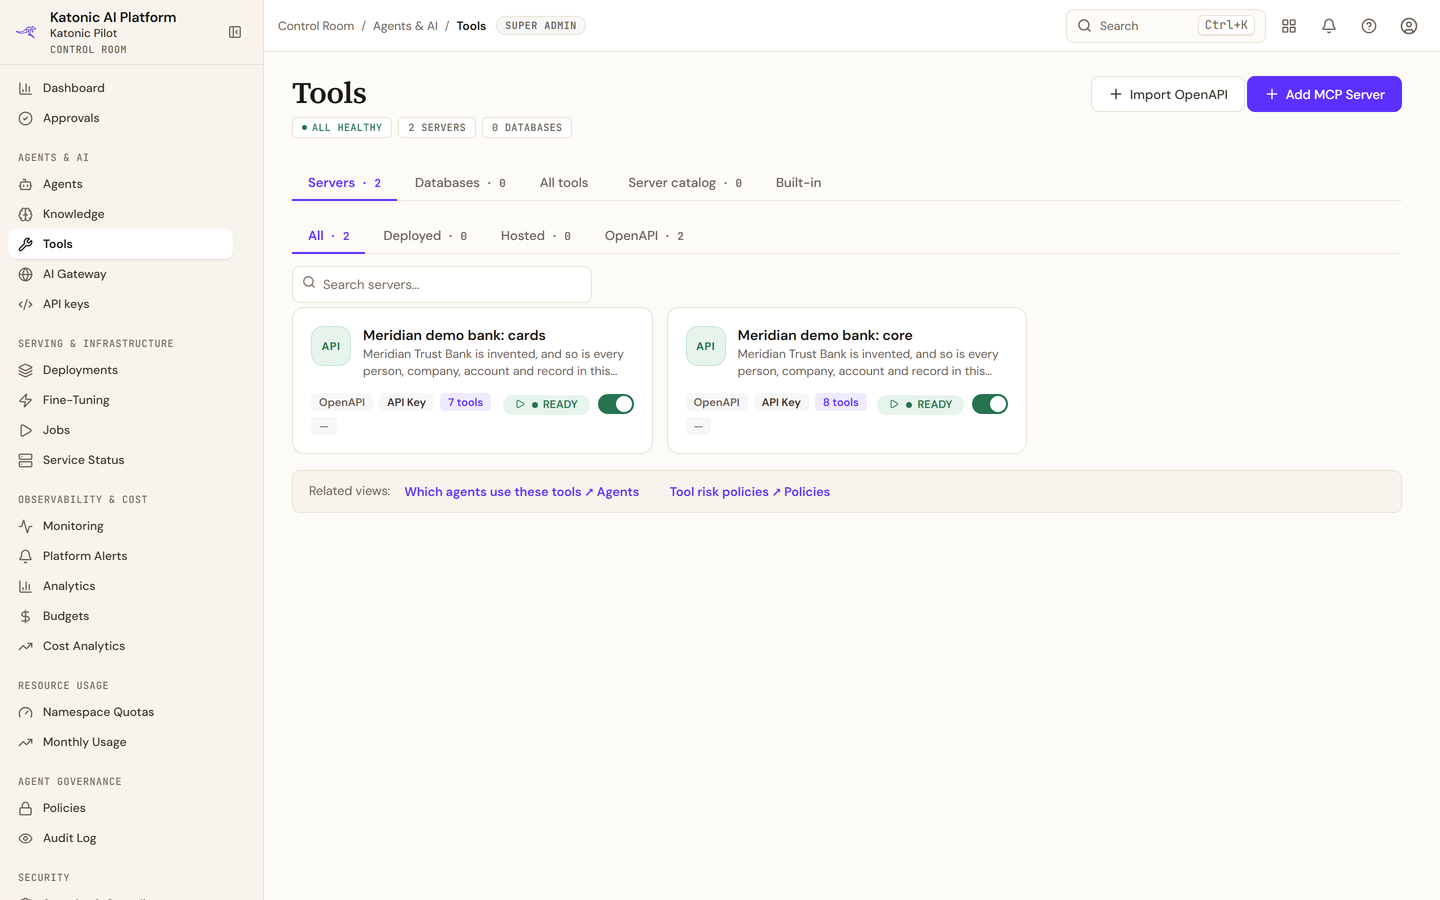 Katonic AI Platform
Katonic Pilot
CONTROL ROOM
Dashboard
Approvals
AGENTS & AI
Agents
Knowledge
Tools
AI Gateway
API keys
SERVING & INFRASTRUCTURE
Deployments
Fine-Tuning
Jobs
Service Status
OBSERVABILITY & COST
Monitoring
Platform Alerts
Analytics
Budgets
Cost Analytics
RESOURCE USAGE
Namespace Quotas
Monthly Usage
AGENT GOVERNANCE
Policies
Audit Log
SECURITY
Control Room / Agents & AI / Tools SUPER ADMIN
Search Ctrl+K
Tools
Import OpenAPI
Add MCP Server
ALL HEALTHY 2 SERVERS 0 DATABASES
Servers · 2 Databases · 0 All tools Server catalog · 0 Built-in
All · 2 Deployed · 0 Hosted · 0 OpenAPI · 2
Search servers...
API
Meridian demo bank: cards
Meridian Trust Bank is invented, and so is every
person, company, account and record in this...
OpenAPI API Key 7 tools READY
—
API
Meridian demo bank: core
Meridian Trust Bank is invented, and so is every
person, company, account and record in this...
OpenAPI API Key 8 tools READY
—
Related views: Which agents use these tools ↗ Agents Tool risk policies ↗ Policies